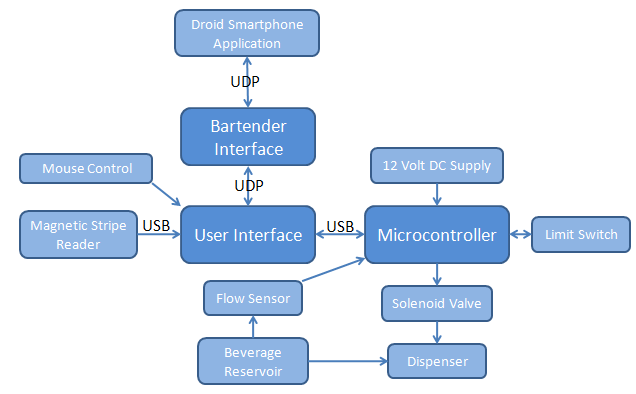 Droid Smartphone
Application
UDP
Bartender
Interface
Mouse Control
12 Volt DC Supply
UDP
Magnetic Stripe
Reader
USB
User Interface
USB
Microcontroller
Limit Switch
Flow Sensor
Solenoid Valve
Beverage
Reservoir
Dispenser